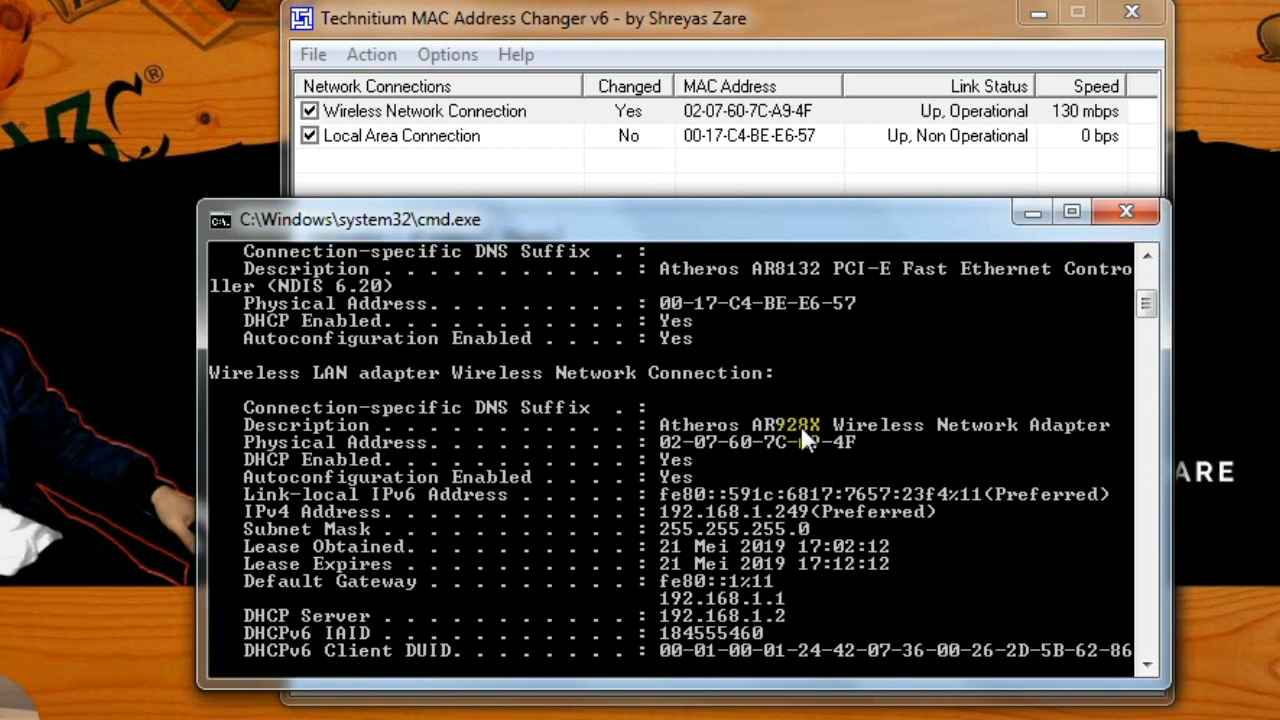 Technitium MAC Address Changer v6 - by Shreyas Zare
File Action Options Help
Network Connections Changed MAC Address Link Status Speed
Wireless Network Connection Yes 02-07-60-7C-A9-4F Up, Operational 130 mbps
Local Area Connection No 00-17-C4-BE-E6-57 Up, Non Operational 0 bps
C:\Windows\system32\cmd.exe
Connection-specific DNS Suffix . :
Description . . . . . . . . . . . : Atheros AR8132 PCI-E Fast Ethernet Contro
ller (NDIS 6.20)
Physical Address. . . . . . . . . : 00-17-C4-BE-E6-57
DHCP Enabled. . . . . . . . . . . : Yes
Autoconfiguration Enabled . . . . : Yes
Wireless LAN adapter Wireless Network Connection:
Connection-specific DNS Suffix . :
Description . . . . . . . . . . . : Atheros AR928X Wireless Network Adapter
Physical Address. . . . . . . . . : 02-07-60-7C-A9-4F
DHCP Enabled. . . . . . . . . . . : Yes
Autoconfiguration Enabled . . . . : Yes
Link-local IPv6 Address . . . . . : fe80::591c:6817:7657:23f4%11(Preferred)
IPv4 Address. . . . . . . . . . . : 192.168.1.249(Preferred)
Subnet Mask . . . . . . . . . . . : 255.255.255.0
Lease Obtained. . . . . . . . . . : 21 Mei 2019 17:02:12
Lease Expires . . . . . . . . . . : 21 Mei 2019 17:12:12
Default Gateway . . . . . . . . . : fe80::1%11
192.168.1.1
DHCP Server . . . . . . . . . . . : 192.168.1.2
DHCPv6 IAID . . . . . . . . . . . : 184555460
DHCPv6 Client DUID. . . . . . . . : 00-01-00-01-24-42-07-36-00-26-2D-5B-62-86
ARE